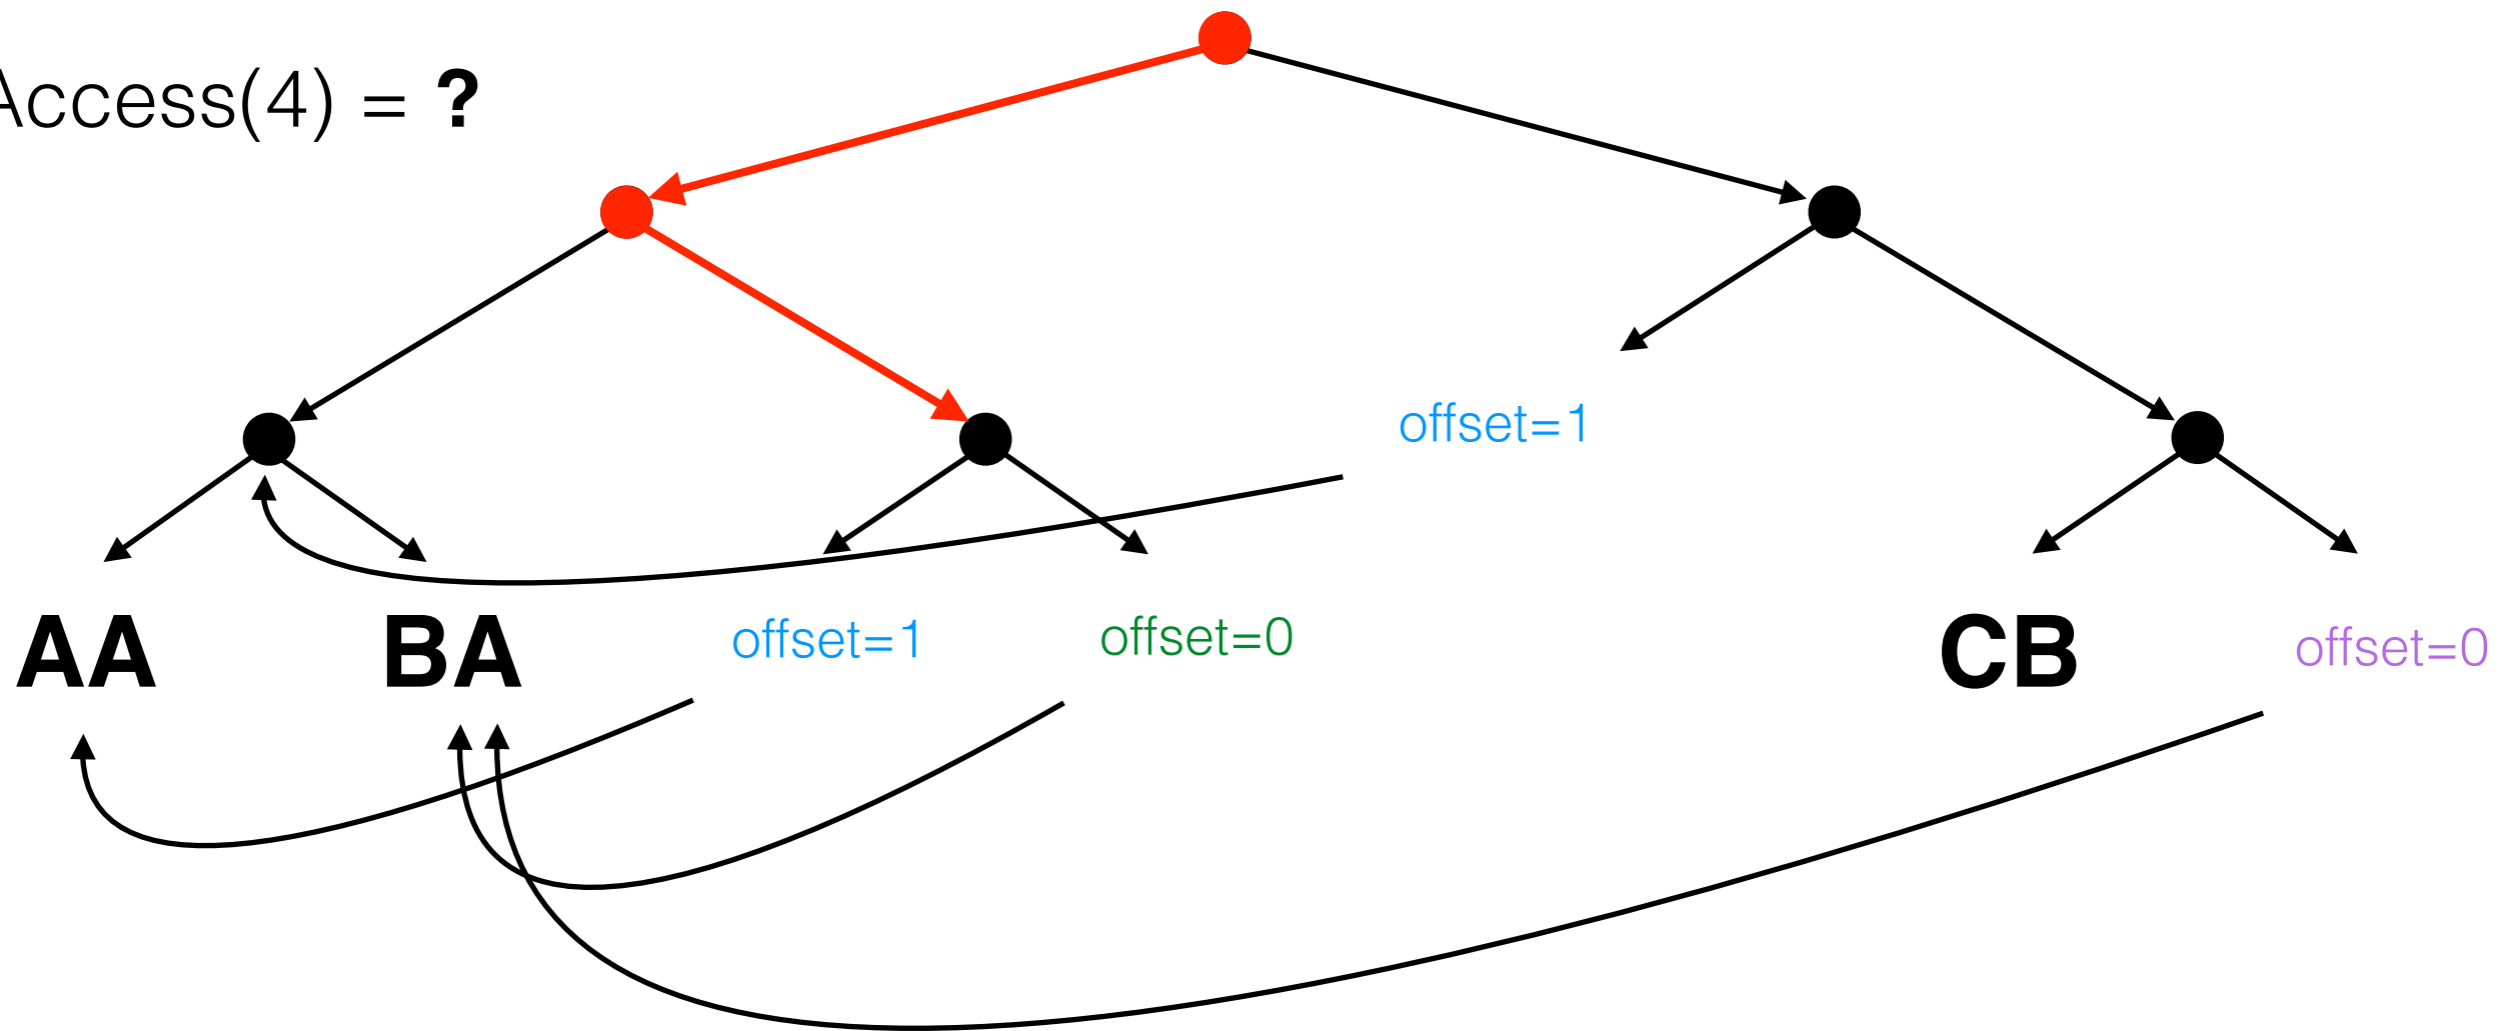 Access(4) = ?
offset=1
AA BA offset=1 offset=0 CB offset=0